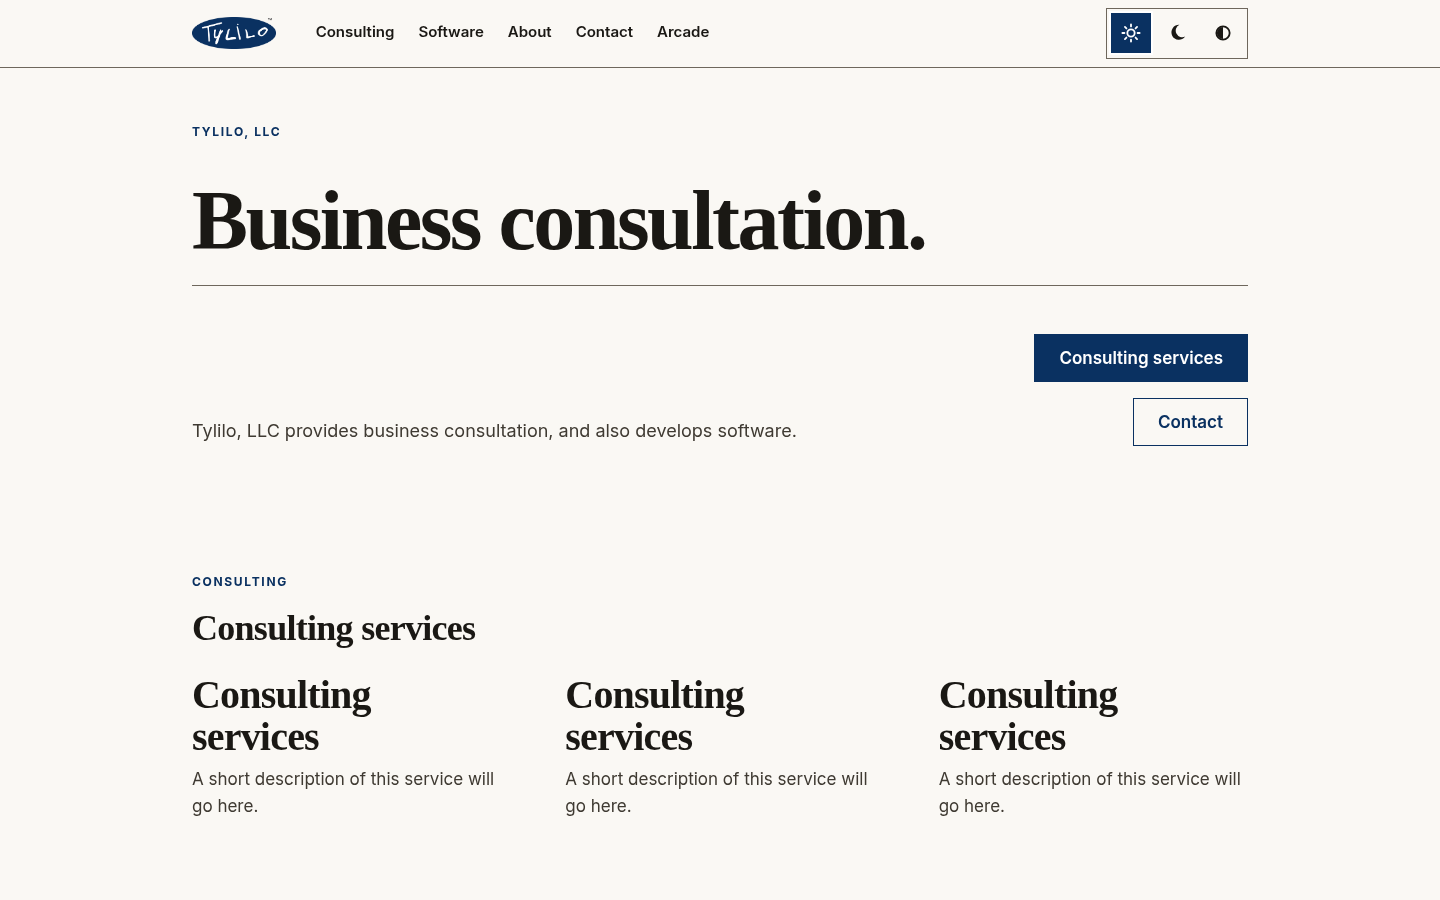 TYLILO ™
Consulting Software About Contact Arcade
TYLILO, LLC
Business consultation.
Consulting services
Tylilo, LLC provides business consultation, and also develops software.
Contact
CONSULTING
Consulting services
Consulting services
A short description of this service will go here.
Consulting services
A short description of this service will go here.
Consulting services
A short description of this service will go here.